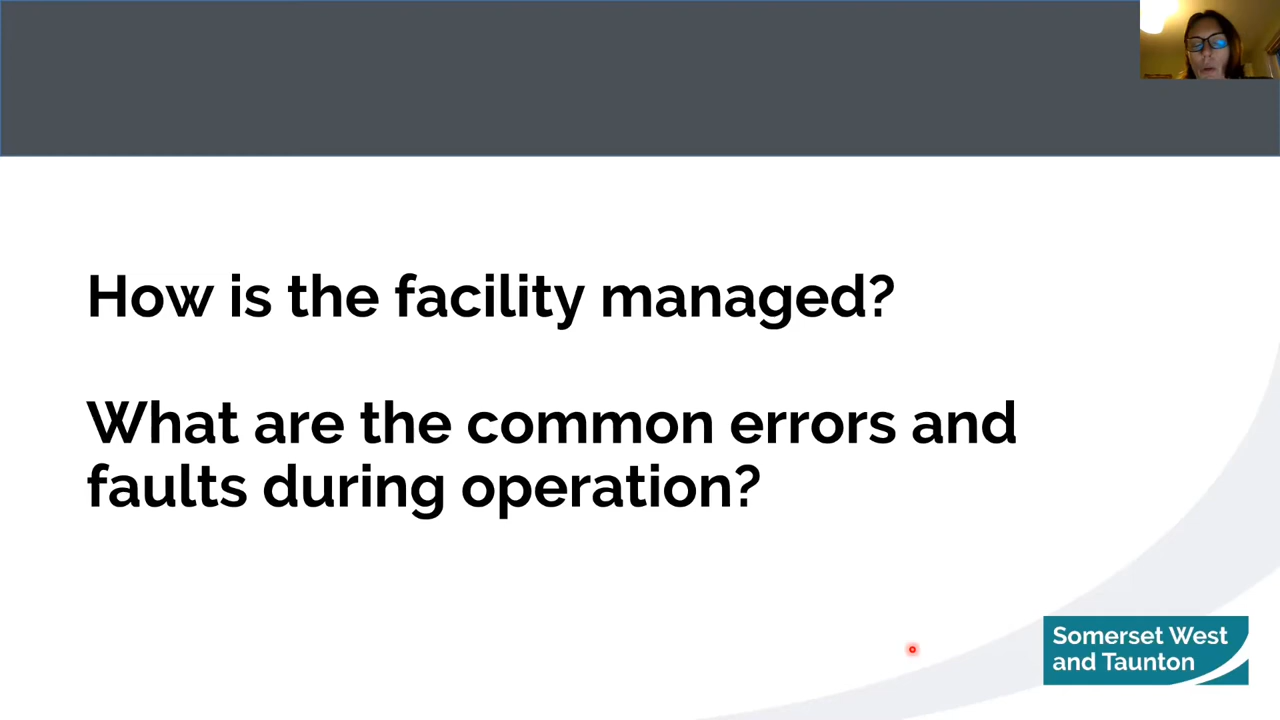 How is the facility managed?
What are the common errors and
faults during operation?
Somerset West
and Taunton